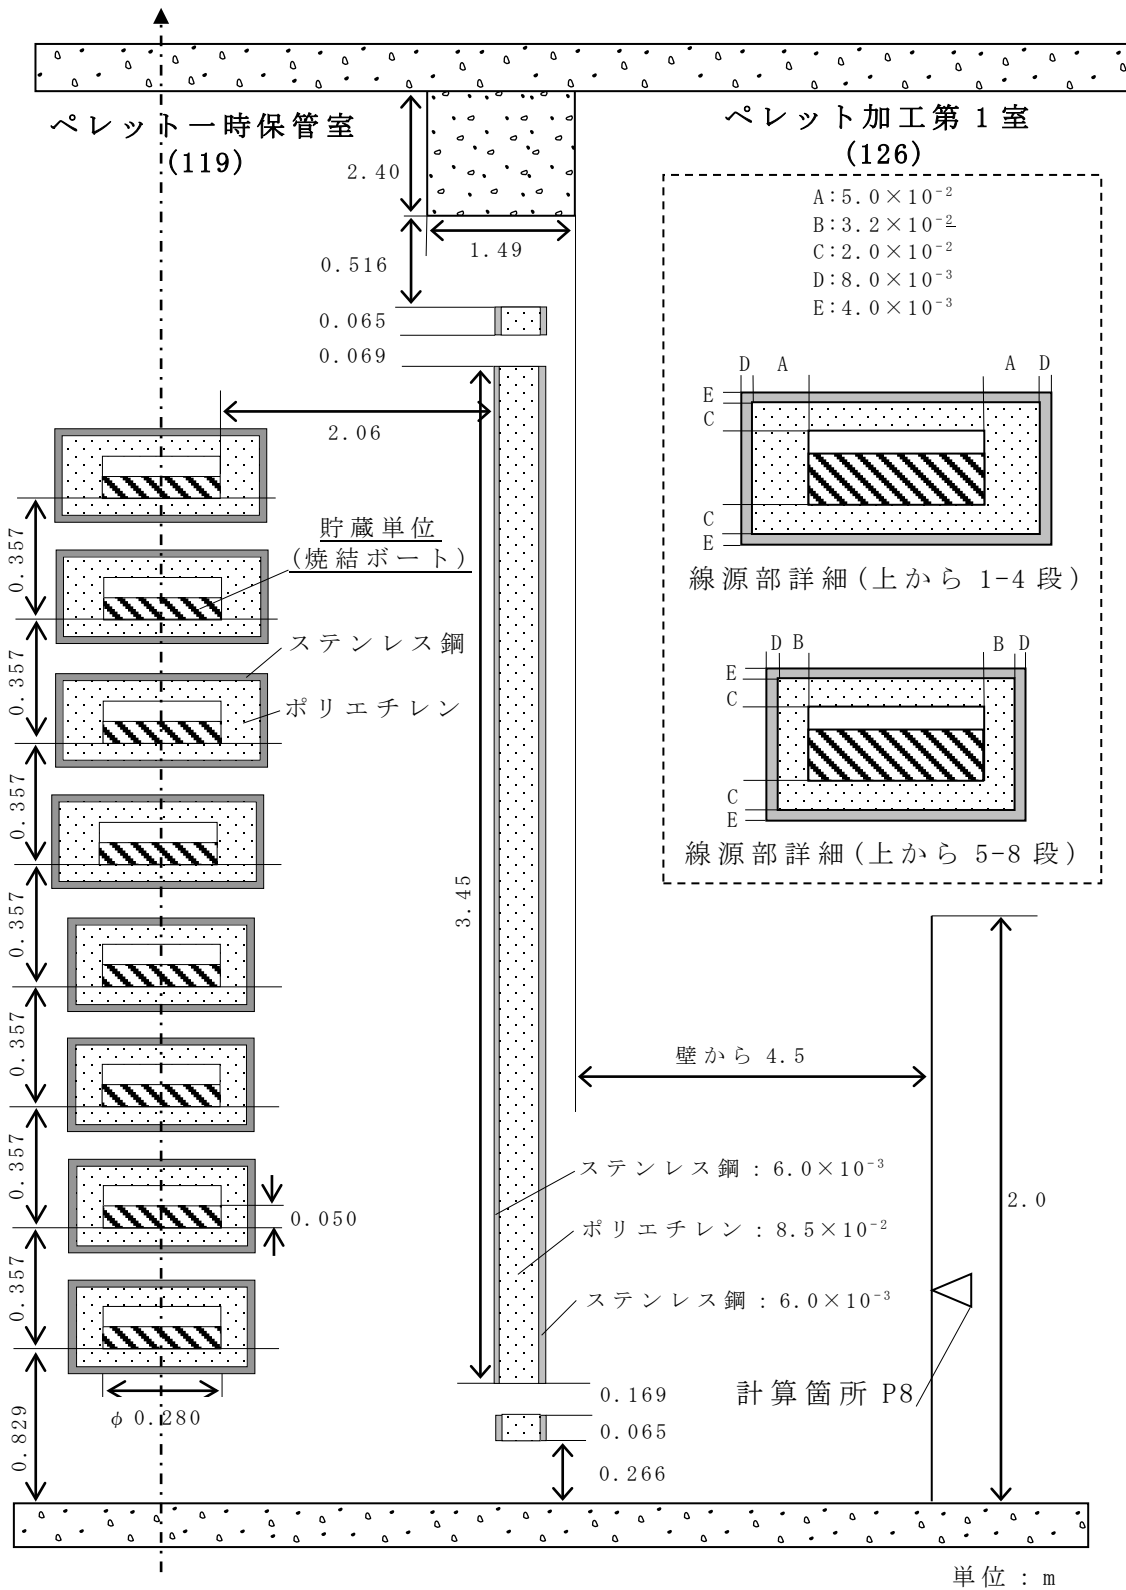 ペレット一時保管室
(119)
ペレット加工第1室
(126)
2.40
1.49
0.516
0.065
0.069
2.06
A:5.0×10⁻²
B:3.2×10⁻²
C:2.0×10⁻²
D:8.0×10⁻³
E:4.0×10⁻³
D A A D
E
C
C
E
線源部詳細(上から 1-4 段)
D B B D
E
C
C
E
線源部詳細(上から 5-8 段)
貯蔵単位
(焼結ボート)
ステンレス鋼
ポリエチレン
0.357
0.357
0.357
0.357
0.357
0.357
0.357
0.829
3.45
壁から 4.5
2.0
ステンレス鋼：6.0×10⁻³
ポリエチレン：8.5×10⁻²
ステンレス鋼：6.0×10⁻³
0.050
計算箇所 P8
φ 0.280
0.169
0.065
0.266
単位：m